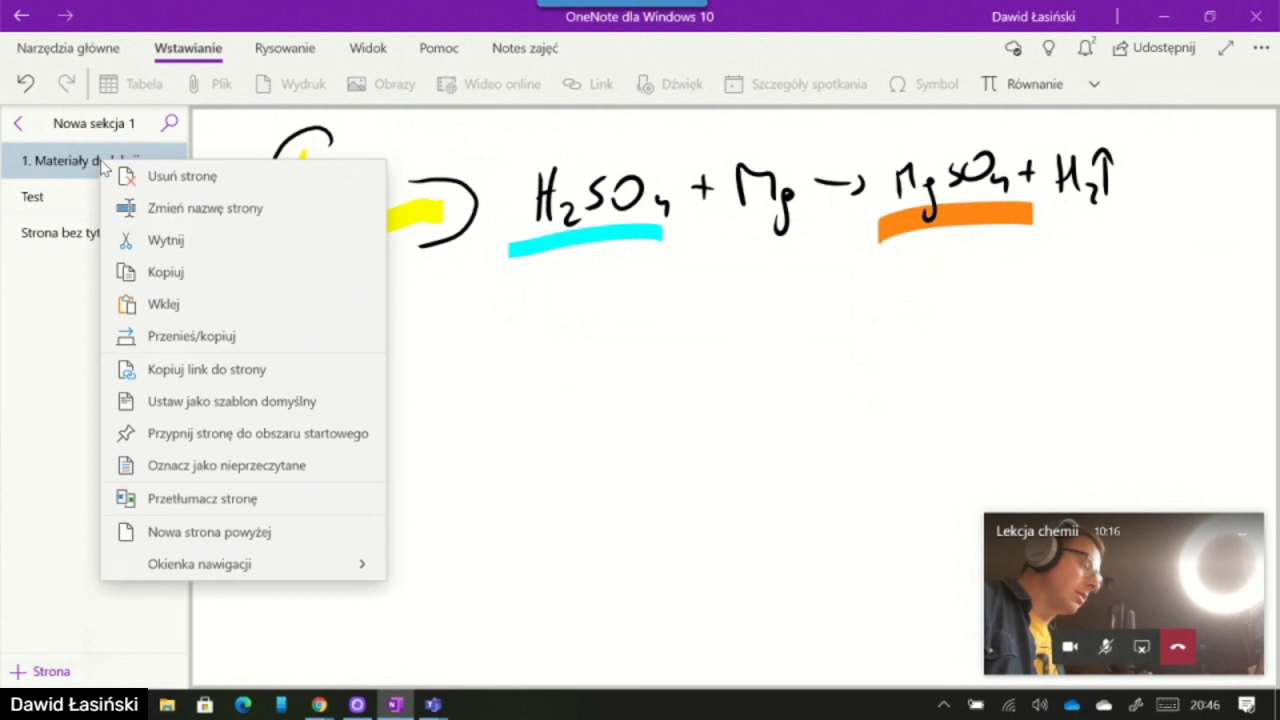 OneNote dla Windows 10
Dawid Łasiński
Narzędzia główne Wstawianie Rysowanie Widok Pomoc Notes zajęć
2 Udostępnij
Tabela Plik Wydruk Obrazy Wideo online Link Dźwięk Szczegóły spotkania Symbol Równanie
Nowa sekcja 1
1. Materiały
Test
Strona bez
Usuń stronę
Zmień nazwę strony
Wytnij
Kopiuj
Wklej
Przenieś/kopiuj
Kopiuj link do strony
Ustaw jako szablon domyślny
Przypnij stronę do obszaru startowego
Oznacz jako nieprzeczytane
Przetłumacz stronę
Nowa strona powyżej
Okienka nawigacji
H₂SO₄ + Mg → MgSO₄ + H₂↑
Lekcja chemii 10:16
+ Strona
Dawid Łasiński
20:46